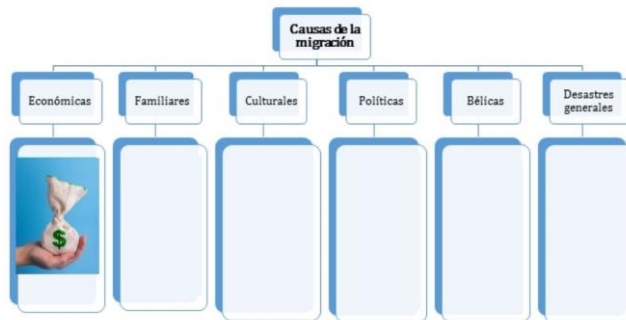 Causas de la
migración
Económicas
Familiares
Culturales
Políticas
Bélicas
Desastres
generales
$